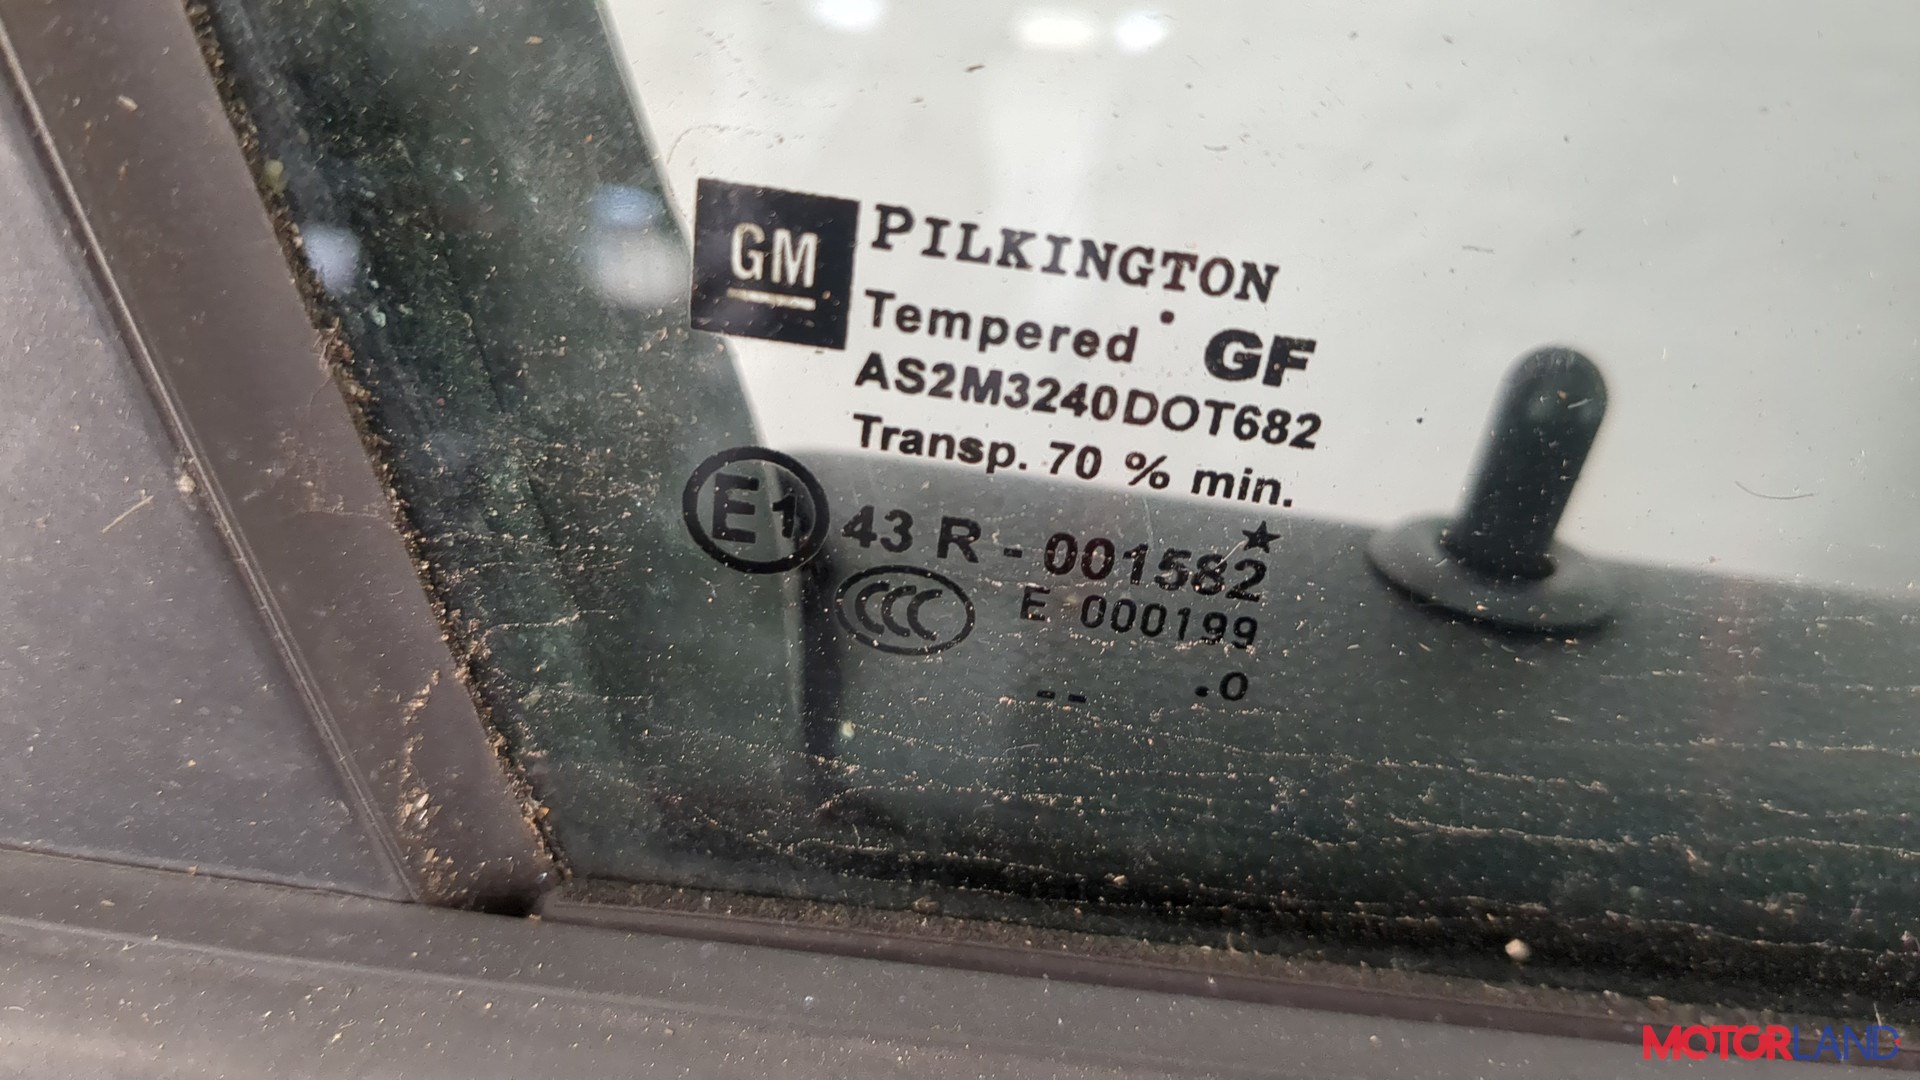 GM
PILKINGTON
Tempered GF
AS2M3240DOT682
Transp. 70 % min.
E1 43 R - 001582
CCC E 000199
-- .0
MOTORLAND